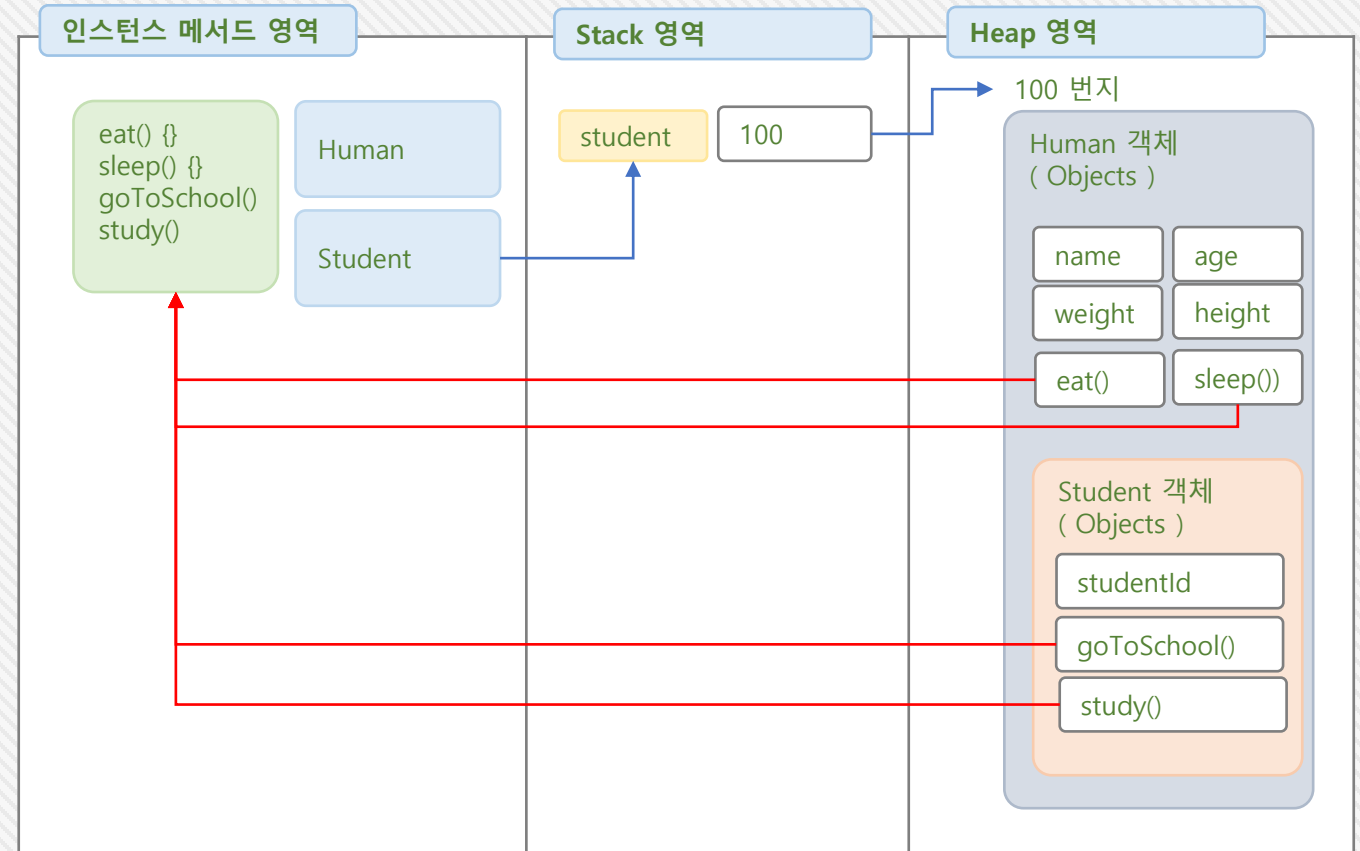 인스턴스 메서드 영역
Stack 영역
Heap 영역
eat() {}
sleep() {}
goToSchool()
study()
Human
Student
student
100
100 번지
Human 객체
( Objects )
name
age
weight
height
eat()
sleep())
Student 객체
( Objects )
studentId
goToSchool()
study()